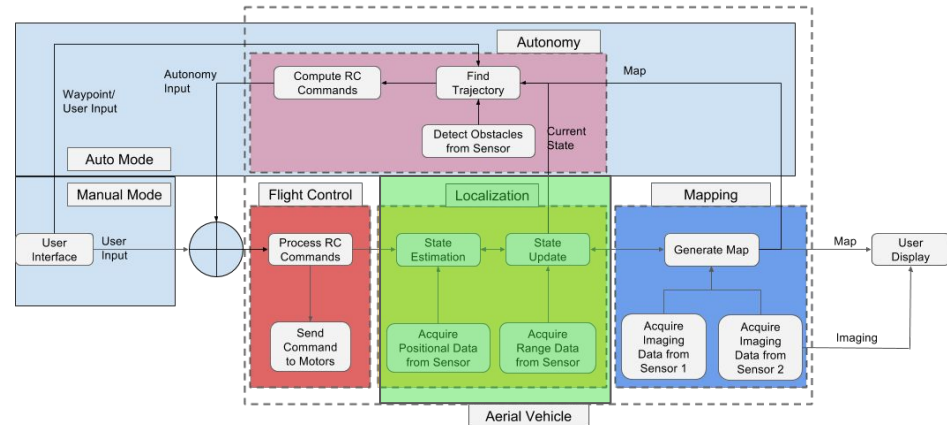 Autonomy
Autonomy
Input
Compute RC
Commands
Find
Trajectory
Map
Waypoint/
User Input
Detect Obstacles
from Sensor
Current
State
Auto Mode
Manual Mode
Flight Control
Localization
Mapping
User
Interface
User
Input
Process RC
Commands
State
Estimation
State
Update
Generate Map
Map
User
Display
Send
Command
to Motors
Acquire
Positional Data
from Sensor
Acquire
Range Data
from Sensor
Acquire
Imaging
Data from
Sensor 1
Acquire
Imaging
Data from
Sensor 2
Imaging
Aerial Vehicle